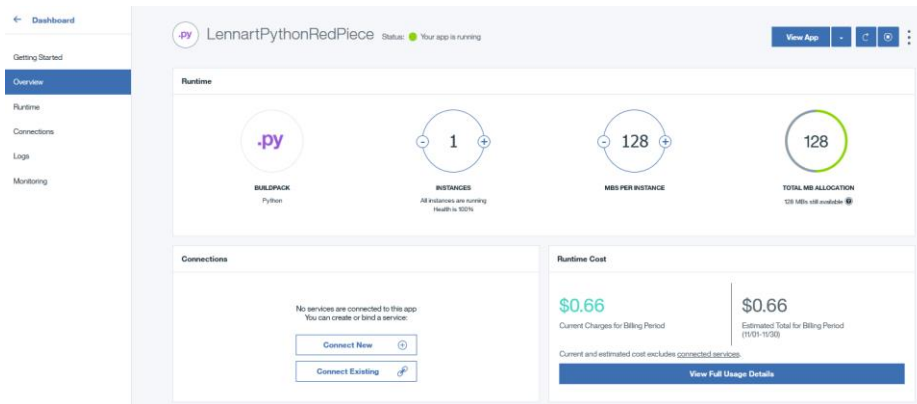 ← Dashboard
Getting Started
Overview
Runtime
Connections
Logs
Monitoring
.py LennartPythonRedPiece Status: Your app is running
View App
Runtime
.py
- 1 +
- 128 +
128
BUILDPACK
Python
INSTANCES
All instances are running
Health is 100%
MBS PER INSTANCE
TOTAL MB ALLOCATION
128 MBs still available
Connections
No services are connected to this app
You can create or bind a service:
Connect New
Connect Existing
Runtime Cost
$0.66
Current Charges for Billing Period
$0.66
Estimated Total for Billing Period
(11/01-11/30)
Current and estimated cost excludes connected services.
View Full Usage Details